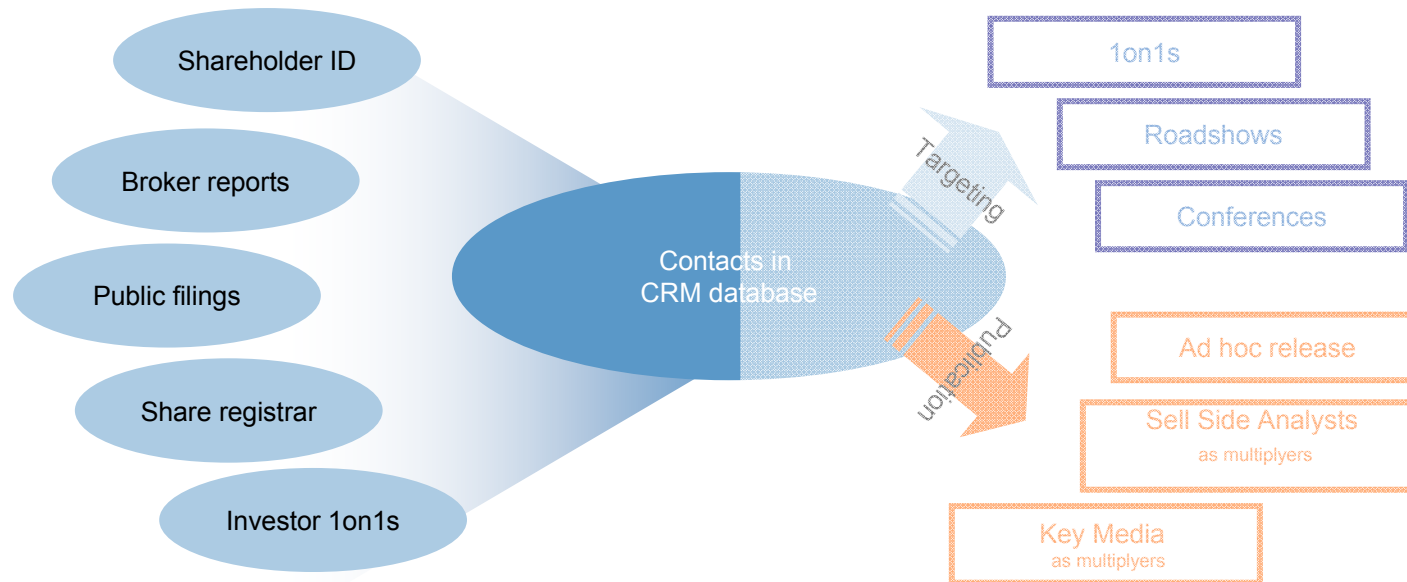 Shareholder ID
Broker reports
Public filings
Share registrar
Investor 1on1s
Contacts in
CRM database
Targeting
Publication
1on1s
Roadshows
Conferences
Ad hoc release
Sell Side Analysts
as multiplyers
Key Media
as multiplyers